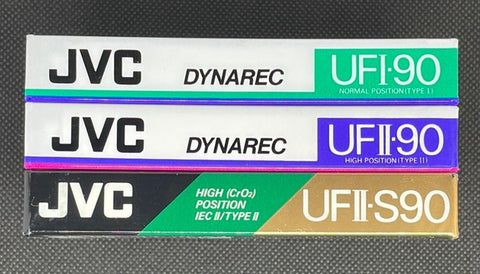 JVC DYNAREC UFI·90
NORMAL POSITION (TYPE I)
JVC DYNAREC UFII·90
HIGH POSITION (TYPE II)
JVC HIGH (CrO₂) POSITION IEC II/TYPE II UFII·S90